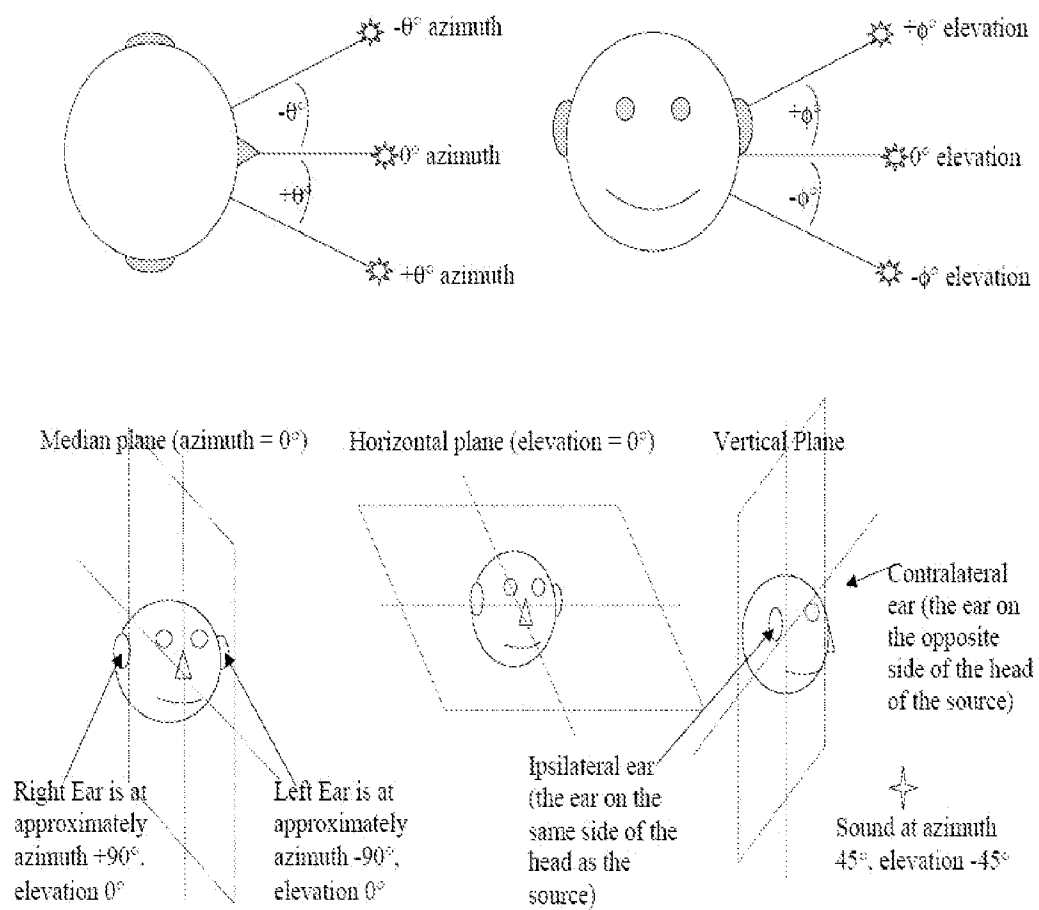 -θ° azimuth
-θ°
0° azimuth
+θ°
+θ° azimuth
+ϕ° elevation
+ϕ°
0° elevation
-ϕ°
-ϕ° elevation
Median plane (azimuth = 0°)
Horizontal plane (elevation = 0°)
Vertical Plane
Contralateral
ear (the ear on
the opposite
side of the head
of the source)
Right Ear is at
approximately
azimuth +90°.
elevation 0°
Left Ear is at
approximately
azimuth -90°,
elevation 0°
Ipsilateral ear
(the ear on the
same side of the
head as the
source)
Sound at azimuth
45°, elevation -45°